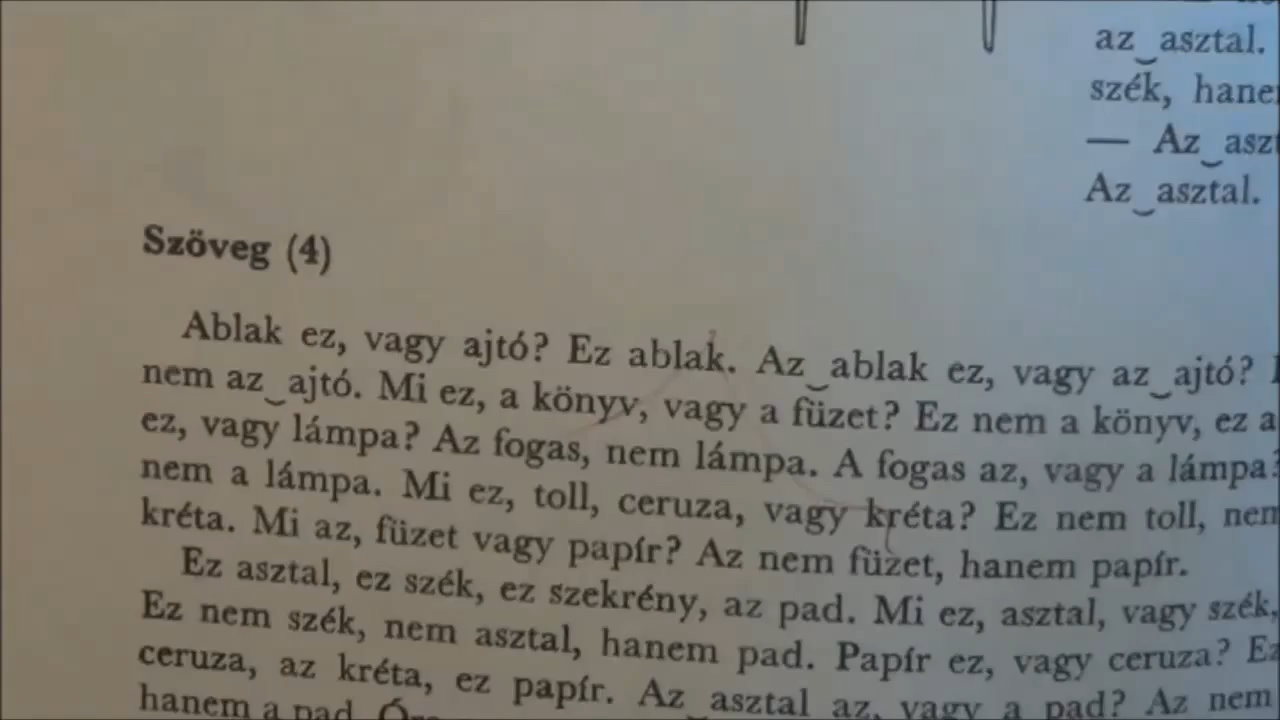 az‿asztal.
szék, hane
— Az‿aszt
Az‿asztal.
Szöveg (4)
Ablak ez, vagy ajtó? Ez ablak. Az‿ablak ez, vagy az‿ajtó?
nem az‿ajtó. Mi ez, a könyv, vagy a füzet? Ez nem a könyv, ez a
ez, vagy lámpa? Az fogas, nem lámpa. A fogas az, vagy a lámpa?
nem a lámpa. Mi ez, toll, ceruza, vagy kréta? Ez nem toll, nem
kréta. Mi az, füzet vagy papír? Az nem füzet, hanem papír.
Ez asztal, ez szék, ez szekrény, az pad. Mi ez, asztal, vagy szék,
Ez nem szék, nem asztal, hanem pad. Papír ez, vagy ceruza? Ez
ceruza, az kréta, ez papír. Az‿asztal az, vagy a pad? Az nem
hanem a pad.